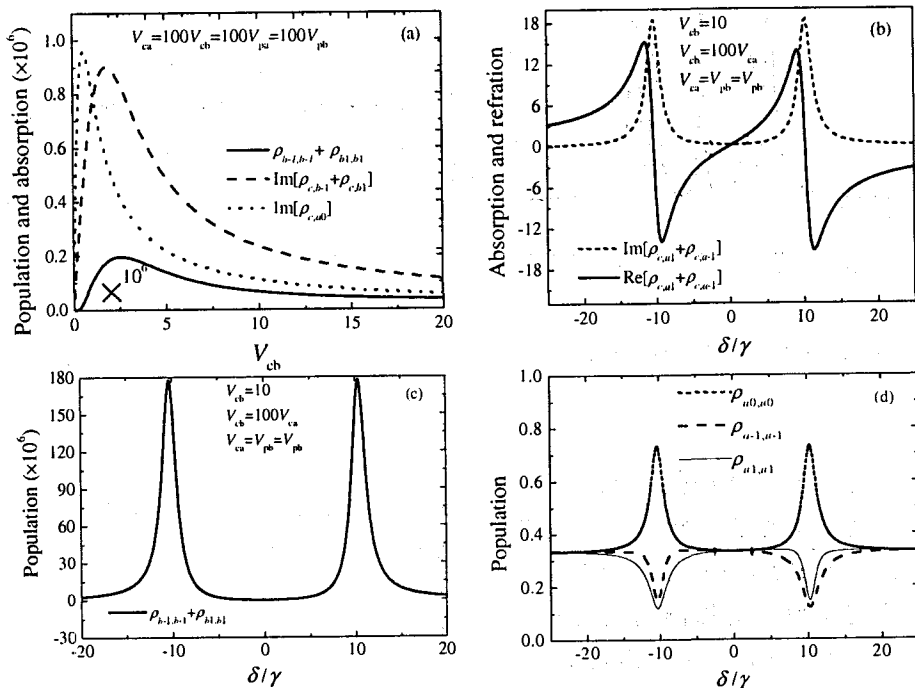 V_ca=100V_cb=100V_pa=100V_pb
(a)
Population and absorption (×10^6)
1.0
0.8
0.6
0.4
0.2
0.0
ρ_b-1,b-1 + ρ_b1,b1
Im[ρ_c,b-1+ρ_c,b1]
Im[ρ_c,a0]
10^6
0 5 10 15 20
V_cb
V_cb=10
(b)
V_cb=100V_ca
V_ca=V_pb=V_pb
Absorption and refration
18
12
6
0
-6
-12
-18
Im[ρ_c,a1+ρ_c,a-1]
Re[ρ_c,a1+ρ_c,a-1]
-20 -10 0 10 20
δ/γ
V_cb=10
(c)
V_cb=100V_ca
V_ca=V_pb=V_pb
Population (×10^6)
180
150
120
90
60
30
0
-30
ρ_b-1,b-1+ρ_b1,b1
-20 -10 0 10 20
δ/γ
(d)
ρ_a0,a0
ρ_a-1,a-1
ρ_a1,a1
Population
1.0
0.8
0.6
0.4
0.2
0.0
-20 -10 0 10 20
δ/γ